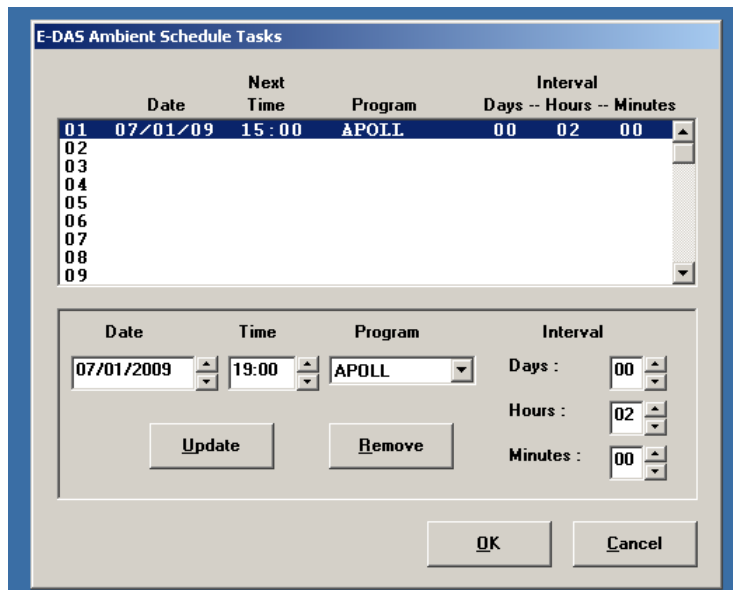 E-DAS Ambient Schedule Tasks
Next Interval
Date Time Program Days -- Hours -- Minutes
01 07/01/09 15:00 APOLL 00 02 00
02
03
04
05
06
07
08
09
Date Time Program Interval
07/01/2009 19:00 APOLL Days : 00
Hours : 02
Update Remove Minutes : 00
OK Cancel